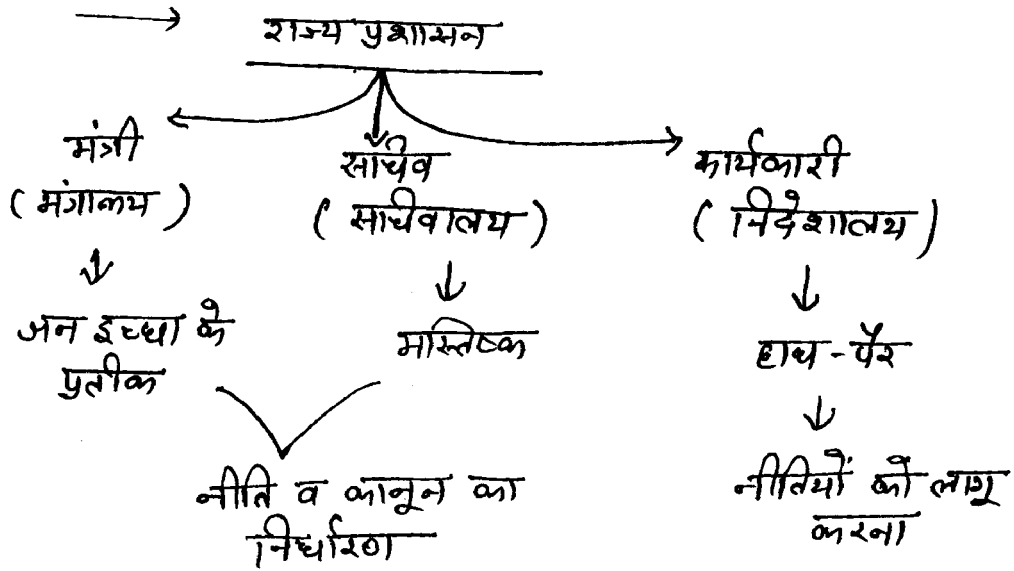 राज्य प्रशासन
मंत्री
(मंत्रालय)
सचिव
(सचिवालय)
कार्यकारी
(निदेशालय)
जन इच्छा के
प्रतीक
मस्तिष्क
हाथ-पैर
नीति व कानून का
निर्धारण
नीतियों को लागू
करना